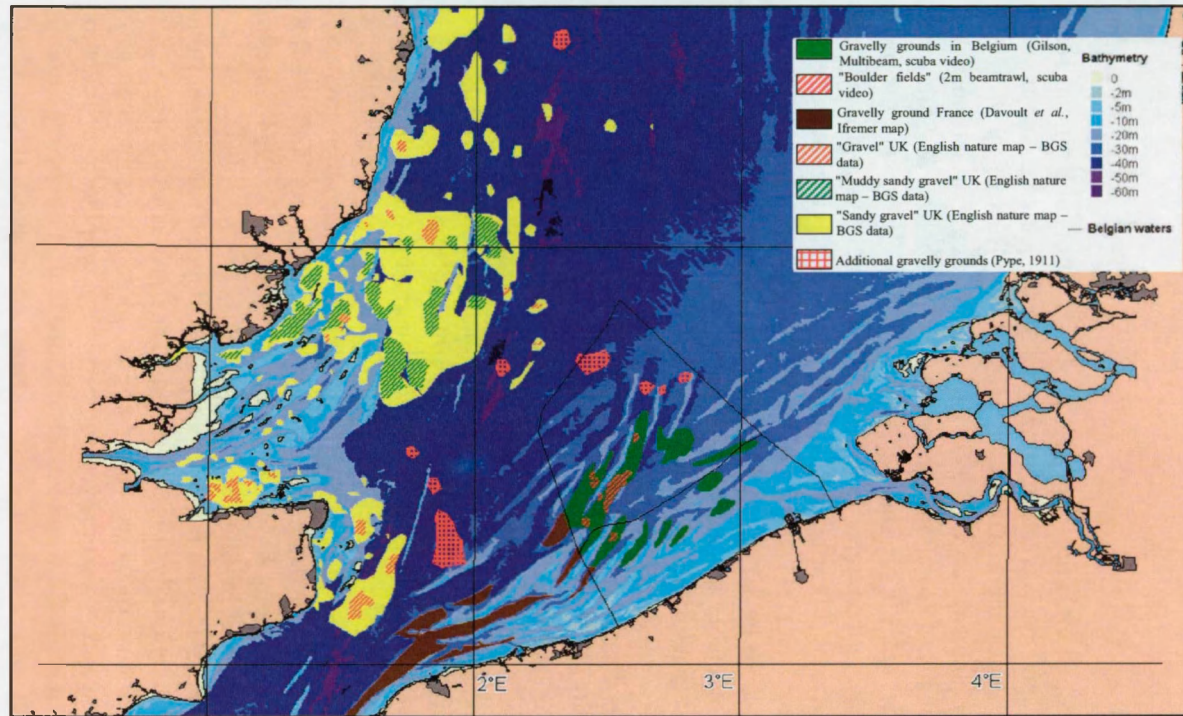 Gravelly grounds in Belgium (Gilson,
Multibeam, scuba video)
"Boulder fields" (2m beamtrawl, scuba
video)
Gravelly ground France (Davoult et al.,
Ifremer map)
"Gravel" UK (English nature map – BGS
data)
"Muddy sandy gravel" UK (English nature
map – BGS data)
"Sandy gravel" UK (English nature map –
BGS data)
Additional gravelly grounds (Pype, 1911)
Bathymetry
0
-2m
-5m
-10m
-20m
-30m
-40m
-50m
-60m
Belgian waters
2°E
3°E
4°E